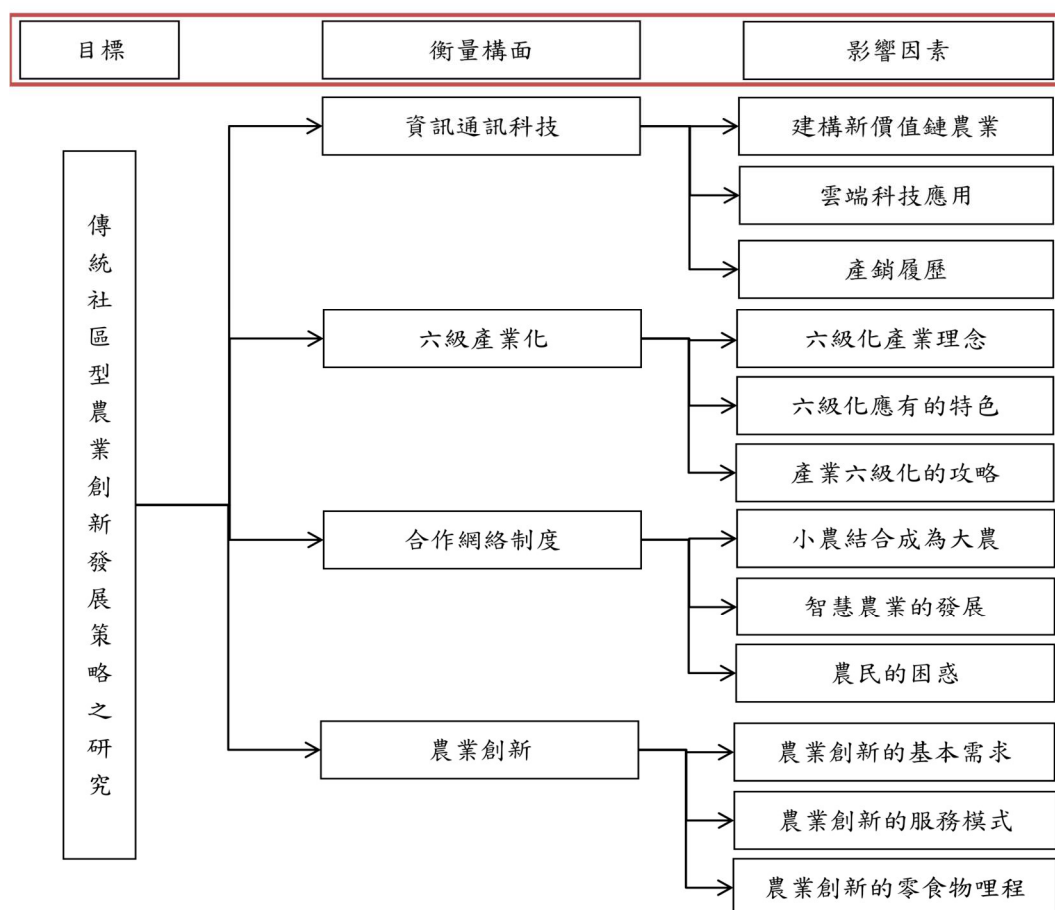 目標
衡量構面
影響因素
傳統社區型農業創新發展策略之研究
資訊通訊科技
建構新價值鏈農業
雲端科技應用
產銷履歷
六級產業化
六級化產業理念
六級化應有的特色
產業六級化的攻略
合作網絡制度
小農結合成為大農
智慧農業的發展
農民的困惑
農業創新
農業創新的基本需求
農業創新的服務模式
農業創新的零食物哩程